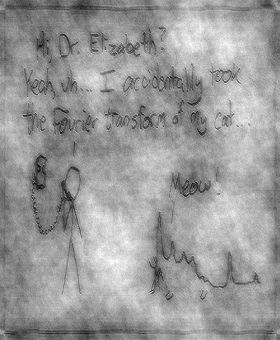 Hi, Dr. Elizabeth?
Yeah, uh... I accidentally took
the Fourier transform of my cat...
Meow!